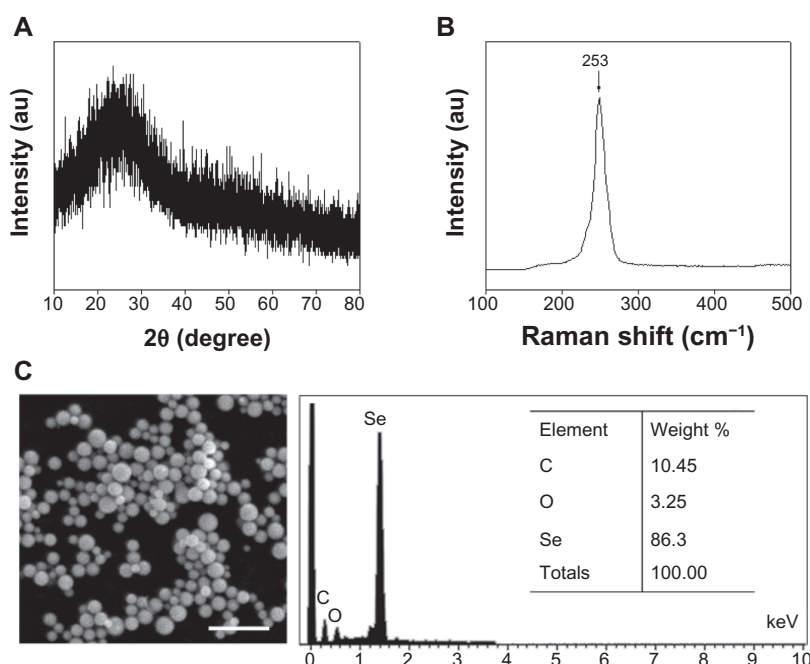 A
Intensity (au)
10 20 30 40 50 60 70 80
2θ (degree)
B
253
Intensity (au)
100 200 300 400 500
Raman shift (cm⁻¹)
C
Se
C
O
Element Weight %
C 10.45
O 3.25
Se 86.3
Totals 100.00
keV
0 1 2 3 4 5 6 7 8 9 10